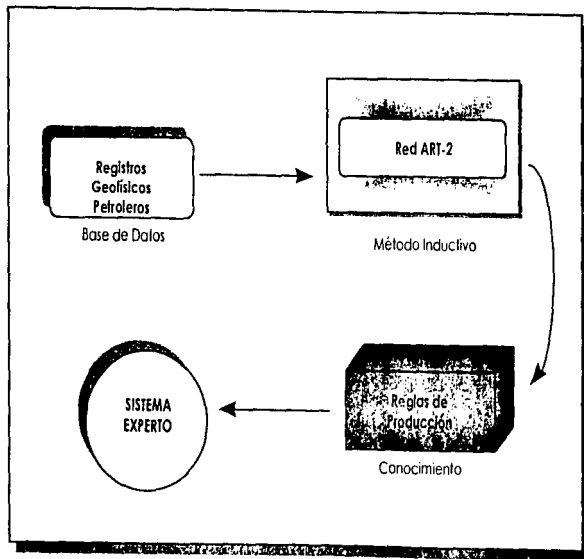 Registros
Geofísicos
Petroleros
Base de Datos
Red ART-2
Método Inductivo
Reglas de
Producción
Conocimiento
SISTEMA
EXPERTO